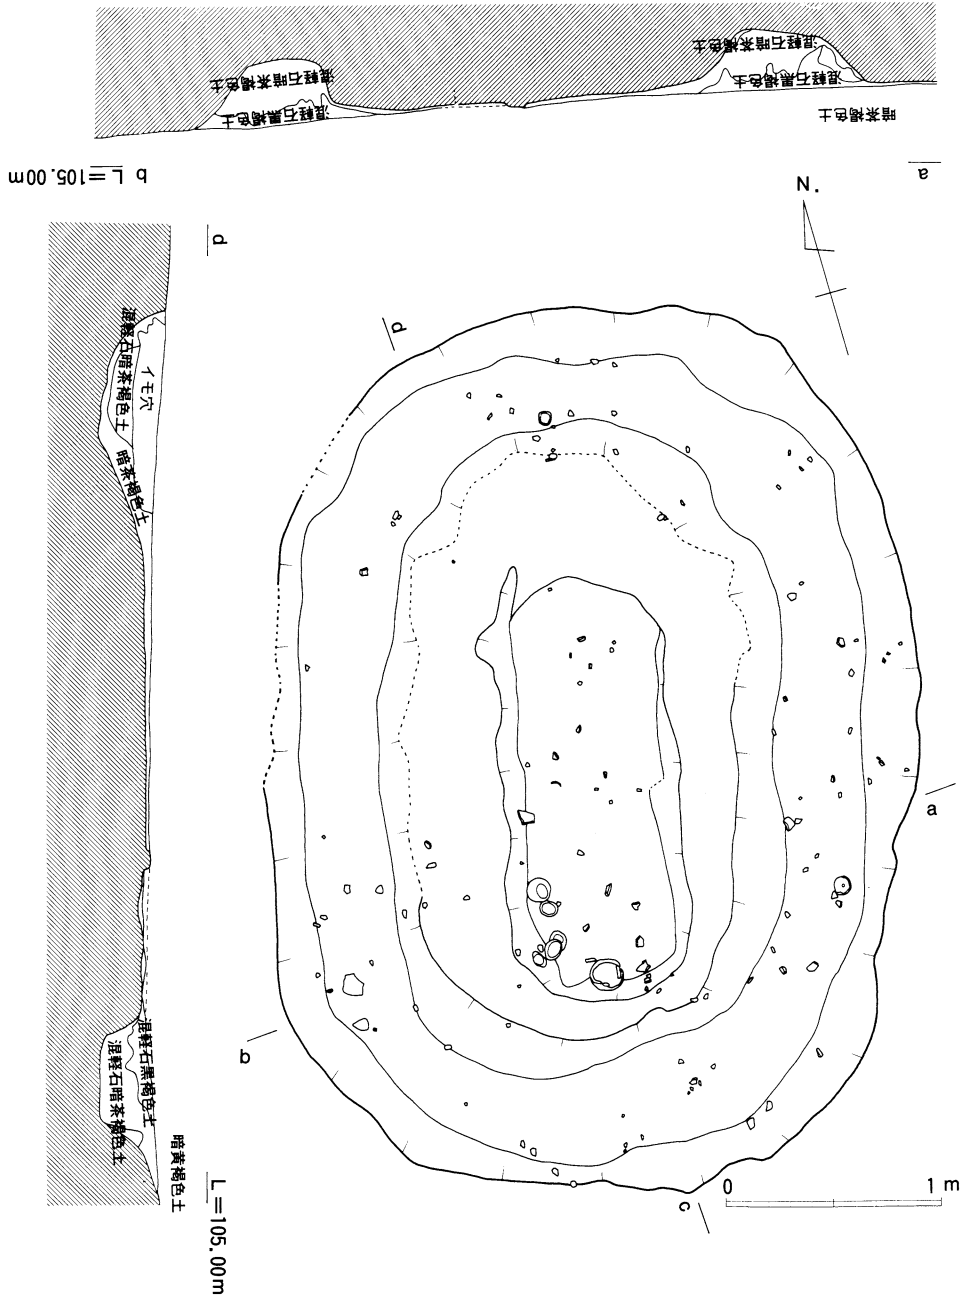 混軽石暗茶褐色土
混軽石暗茶褐色土
混軽石黒褐色土
混軽石黒褐色土
暗茶褐色土
b L=105.00m
a
N.
d
d
混軽石暗茶褐色土
イモ穴
暗茶褐色土
a
b
混軽石黒褐色土
混軽石暗茶褐色土
暗黄褐色土
L=105.00m
c
0 1m